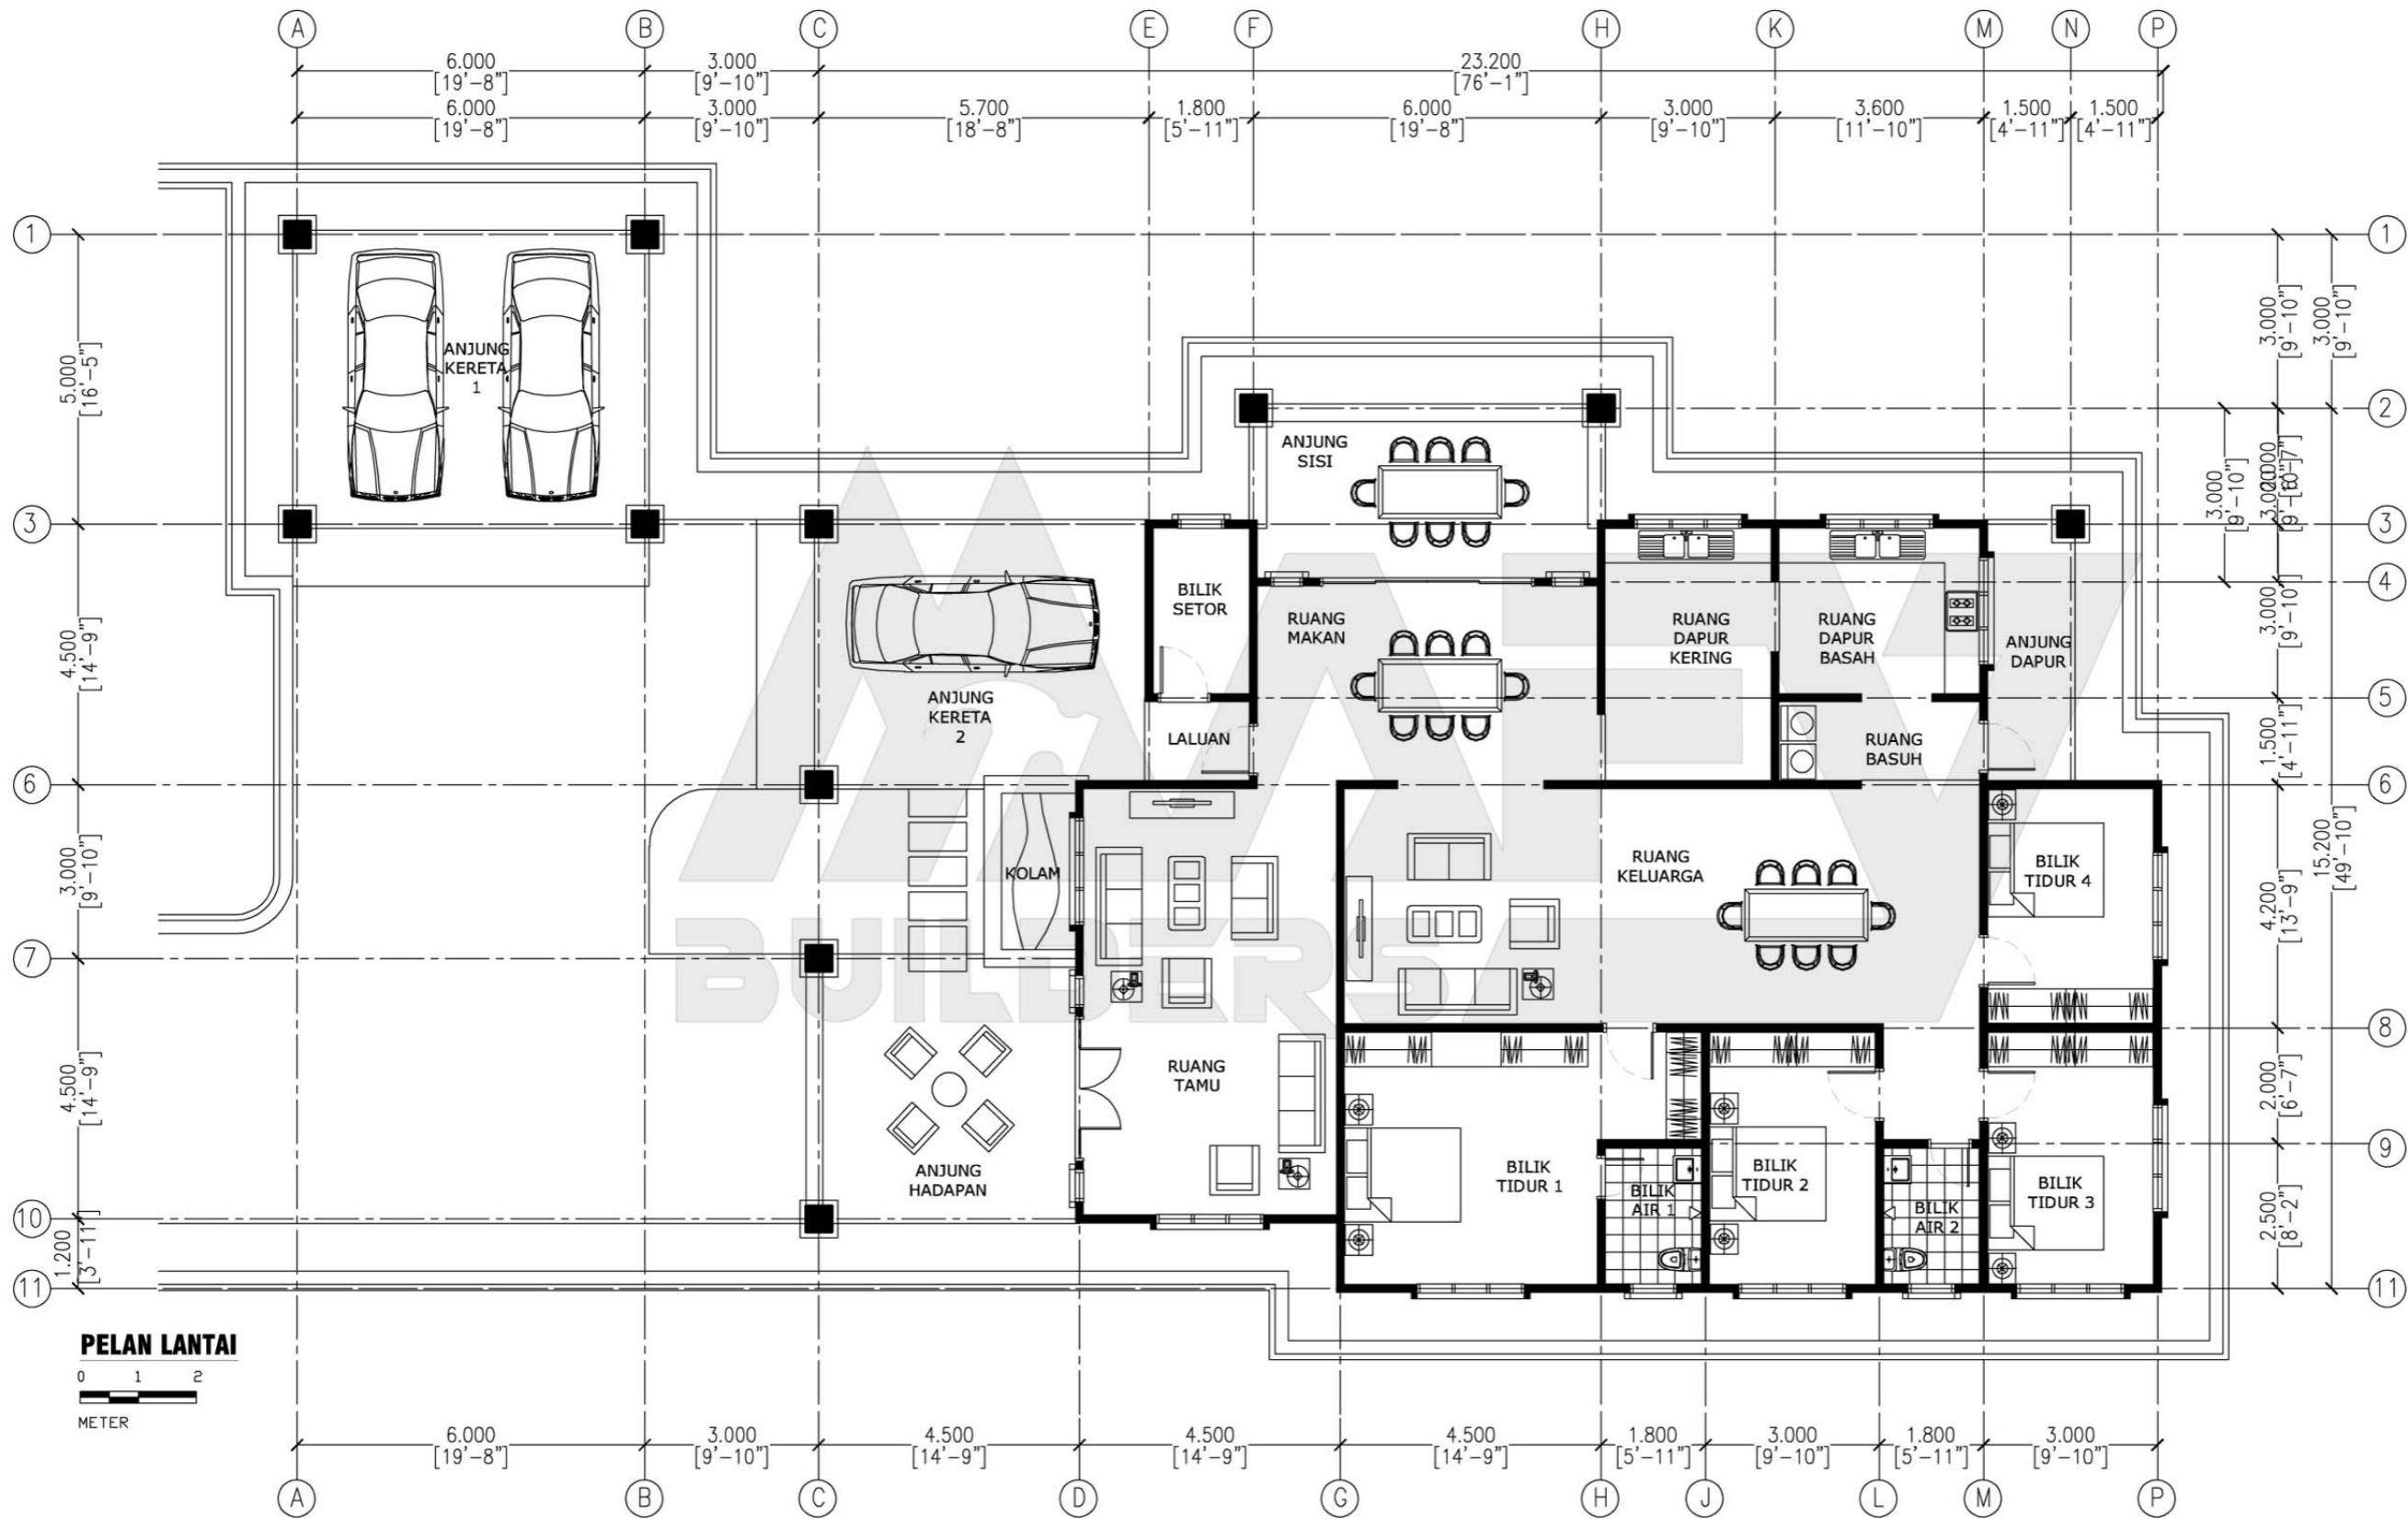 A B C E F H K M N P
6.000 3.000 23.200
[19'-8"] [9'-10"] [76'-1"]
6.000 3.000 5.700 1.800 6.000 3.000 3.600 1.500 1.500
[19'-8"] [9'-10"] [18'-8"] [5'-11"] [19'-8"] [9'-10"] [11'-10"] [4'-11"] [4'-11"]
1
3
6
7
10
11
5.000
[16'-5"]
4.500
[14'-9"]
3.000
[9'-10"]
4.500
[14'-9"]
1.200
[3'-11"]
ANJUNG
KERETA
1
ANJUNG
SISI
BILIK
SETOR
RUANG
MAKAN
RUANG
DAPUR
KERING
RUANG
DAPUR
BASAH
ANJUNG
DAPUR
ANJUNG
KERETA
2
LALUAN
RUANG
BASUH
KOLAM
RUANG
KELUARGA
BILIK
TIDUR 4
RUANG
TAMU
ANJUNG
HADAPAN
BILIK
TIDUR 1
BILIK
AIR 1
BILIK
TIDUR 2
BILIK
AIR 2
BILIK
TIDUR 3
BUILDERS
1
2
3
4
5
6
7
8
9
10
11
3.000
[9'-10"]
3.000
[9'-10"]
3.000
[9'-10"]
3.000
[9'-10"]
1.500
[4'-11"]
4.200
[13'-9"]
15.200
[49'-10"]
2.000
[6'-7"]
2.500
[8'-2"]
PELAN LANTAI
0 1 2
METER
6.000 3.000 4.500 4.500 4.500 1.800 3.000 1.800 3.000
[19'-8"] [9'-10"] [14'-9"] [14'-9"] [14'-9"] [5'-11"] [9'-10"] [5'-11"] [9'-10"]
A B C D G H J L M P